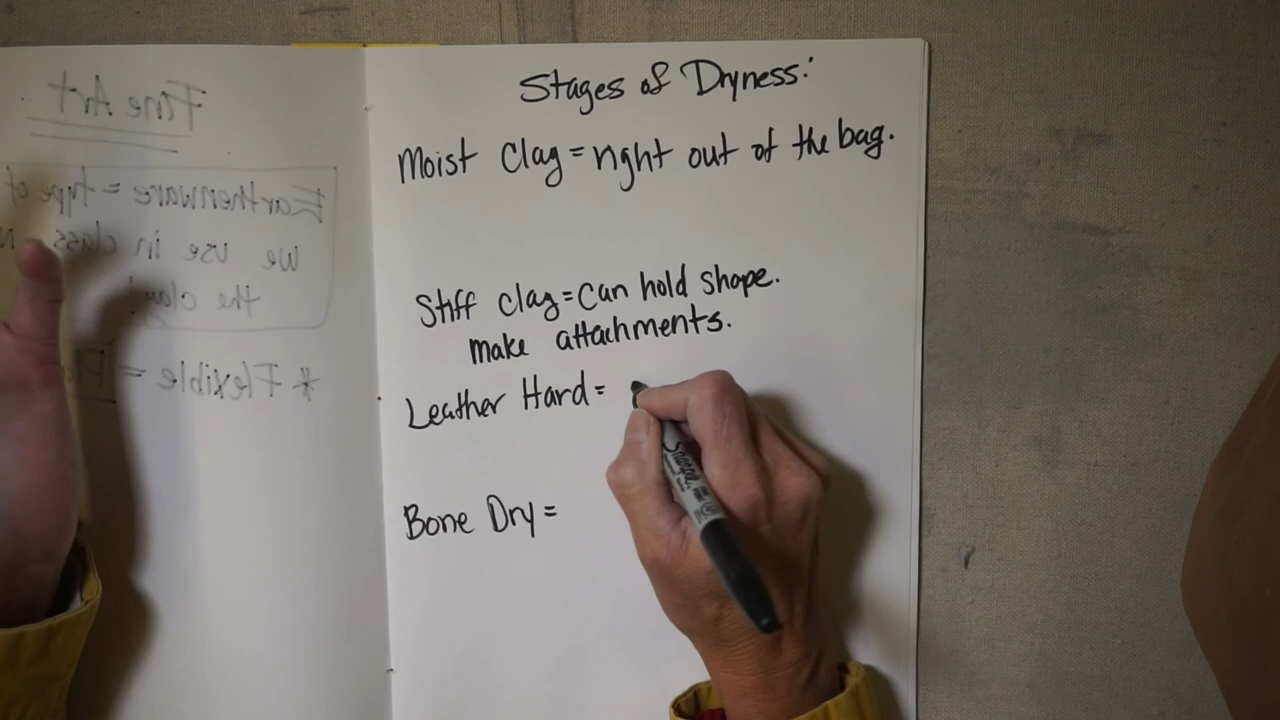 Fine Art
Earthenware = type of
we use in class.
the clay!
* Flexible =
Stages of Dryness:
Moist Clay = right out of the bag.
Stiff clay = Can hold shape.
make attachments.
Leather Hard =
Bone Dry =
Sharpie